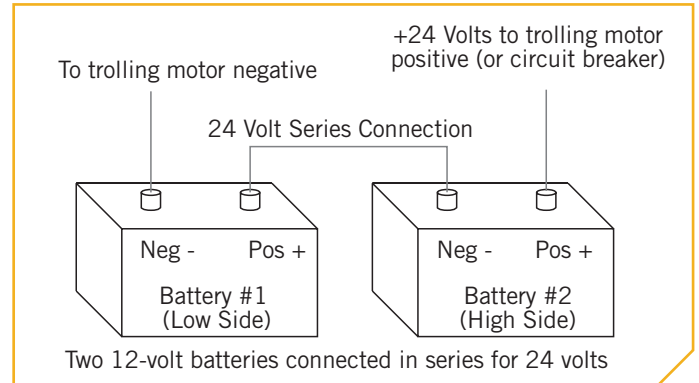 +24 Volts to trolling motor
positive (or circuit breaker)
To trolling motor negative
24 Volt Series Connection
Neg -
Pos +
Battery #1
(Low Side)
Neg -
Pos +
Battery #2
(High Side)
Two 12-volt batteries connected in series for 24 volts